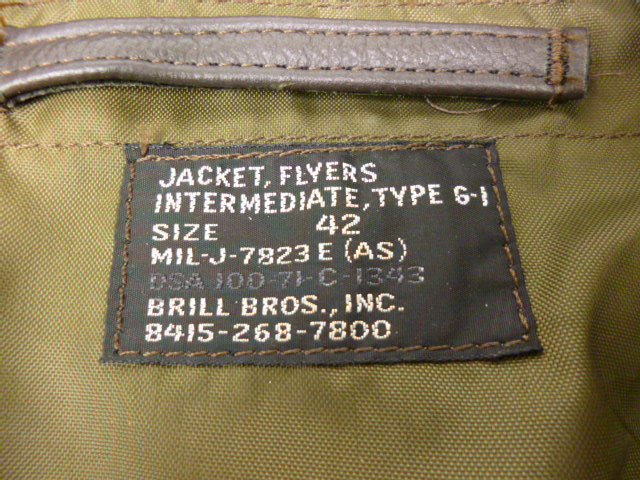 JACKET, FLYERS
INTERMEDIATE, TYPE G-1
SIZE 42
MIL-J-7823 E (AS)
DSA 100-71-C-1343
BRILL BROS., INC.
8415-268-7800